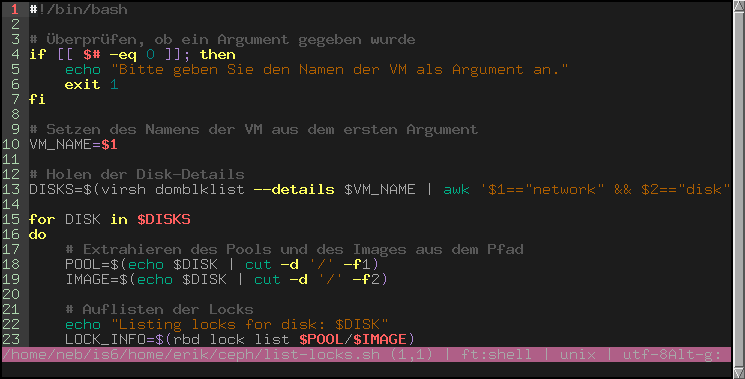 1 #!/bin/bash
2
3 # Überprüfen, ob ein Argument gegeben wurde
4 if [[ $# -eq 0 ]]; then
5     echo "Bitte geben Sie den Namen der VM als Argument an."
6     exit 1
7 fi
8
9 # Setzen des Namens der VM aus dem ersten Argument
10 VM_NAME=$1
11
12 # Holen der Disk-Details
13 DISKS=$(virsh domblklist --details $VM_NAME | awk '$1=="network" && $2=="disk"
14
15 for DISK in $DISKS
16 do
17     # Extrahieren des Pools und des Images aus dem Pfad
18     POOL=$(echo $DISK | cut -d '/' -f1)
19     IMAGE=$(echo $DISK | cut -d '/' -f2)
20
21     # Auflisten der Locks
22     echo "Listing locks for disk: $DISK"
23     LOCK_INFO=$(rbd lock list $POOL/$IMAGE)
/home/neb/is6/home/erik/ceph/list-locks.sh (1,1) | ft:shell | unix | utf-8Alt-g: